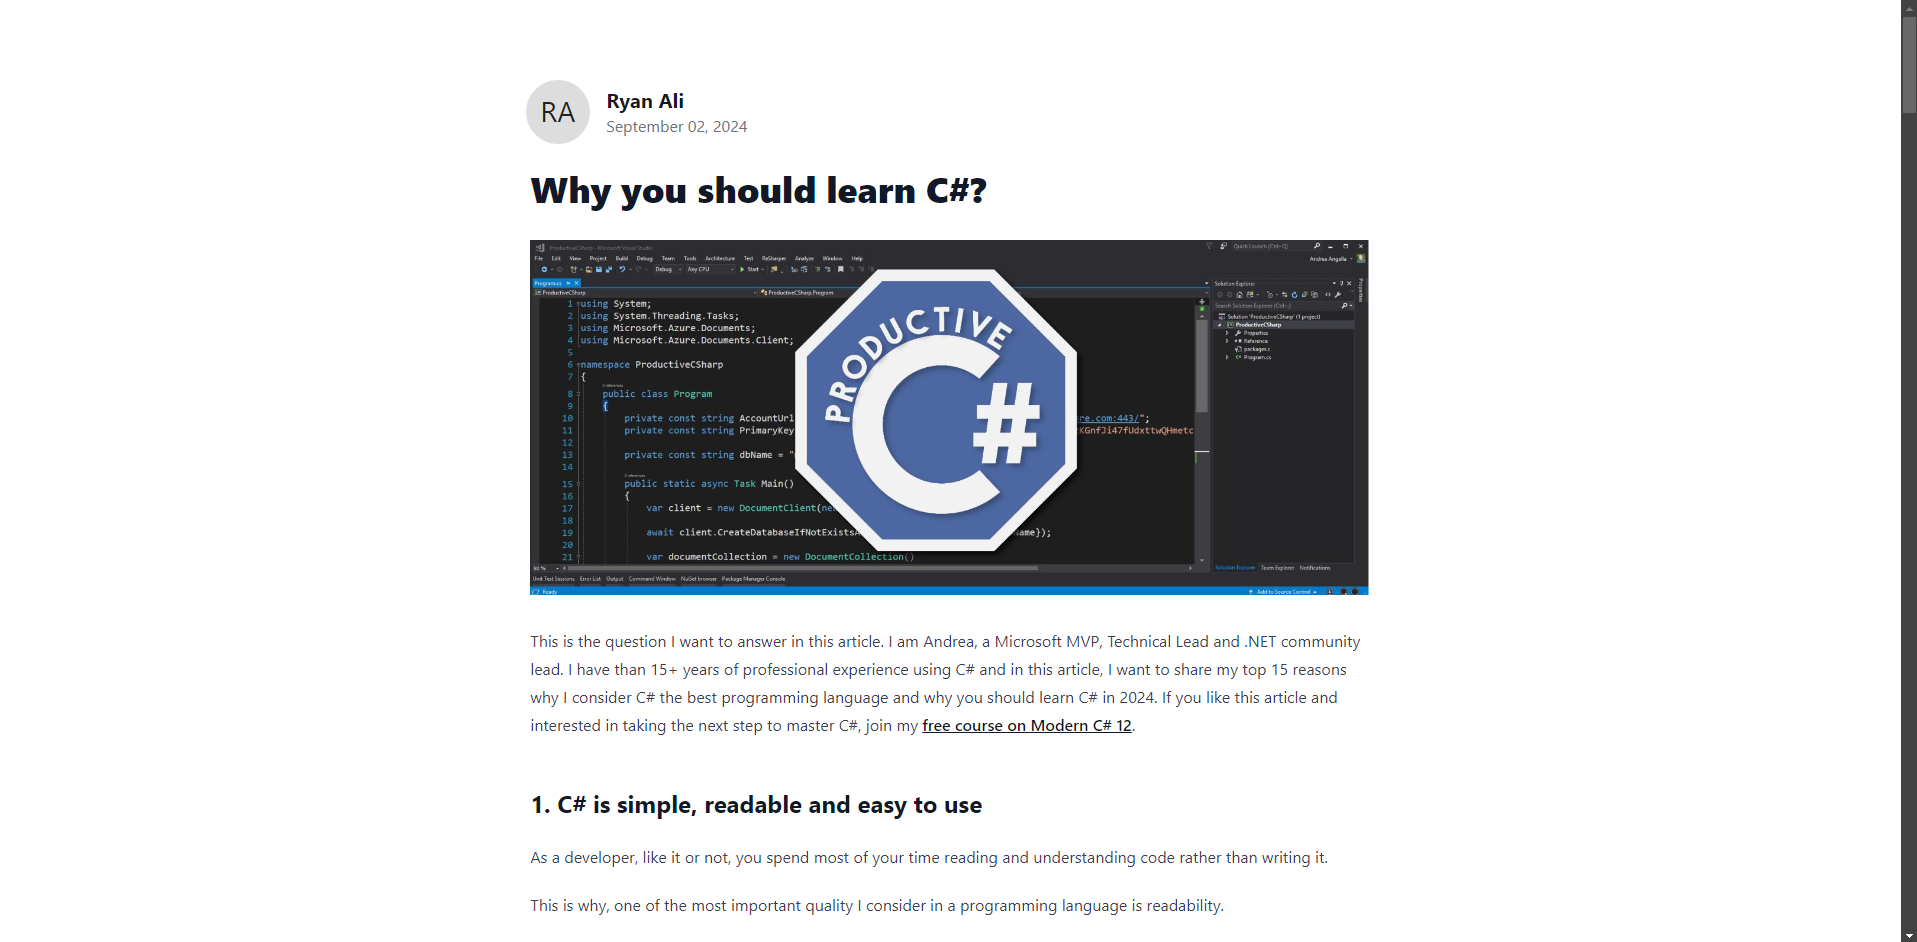 RA
Ryan Ali
September 02, 2024
Why you should learn C#?
ProductiveCSharp - Microsoft Visual Studio
Quick Launch (Ctrl+Q)
File Edit View Project Build Debug Team Tools Architecture Test ReSharper Analyze Window Help
Andrea Angella
Debug Any CPU Start
Program.cs
ProductiveCSharp
ProductiveCSharp.Program
Solution Explorer
Search Solution Explorer (Ctrl+;)
Solution 'ProductiveCSharp' (1 project)
ProductiveCSharp
Properties
Reference
packages.c
Program.cs
Properties
1 using System;
2 using System.Threading.Tasks;
3 using Microsoft.Azure.Documents;
4 using Microsoft.Azure.Documents.Client;
5
6 namespace ProductiveCSharp
7 {
0 references
8 public class Program
9 {
10 private const string AccountUrl re.com:443/";
11 private const string PrimaryKey KGnfJi47fUdxttwQHmetc
12
13 private const string dbName = "
14
0 references
15 public static async Task Main()
16 {
17 var client = new DocumentClient(ne
18
19 await client.CreateDatabaseIfNotExistsA ame});
20
21 var documentCollection = new DocumentCollection()
PRODUCTIVE
C#
82 %
Solution Explorer Team Explorer Notifications
Unit Test Sessions Error List Output Command Window NuGet browser Package Manager Console
Ready
Add to Source Control
This is the question I want to answer in this article. I am Andrea, a Microsoft MVP, Technical Lead and .NET community
lead. I have than 15+ years of professional experience using C# and in this article, I want to share my top 15 reasons
why I consider C# the best programming language and why you should learn C# in 2024. If you like this article and
interested in taking the next step to master C#, join my free course on Modern C# 12.
1. C# is simple, readable and easy to use
As a developer, like it or not, you spend most of your time reading and understanding code rather than writing it.
This is why, one of the most important quality I consider in a programming language is readability.